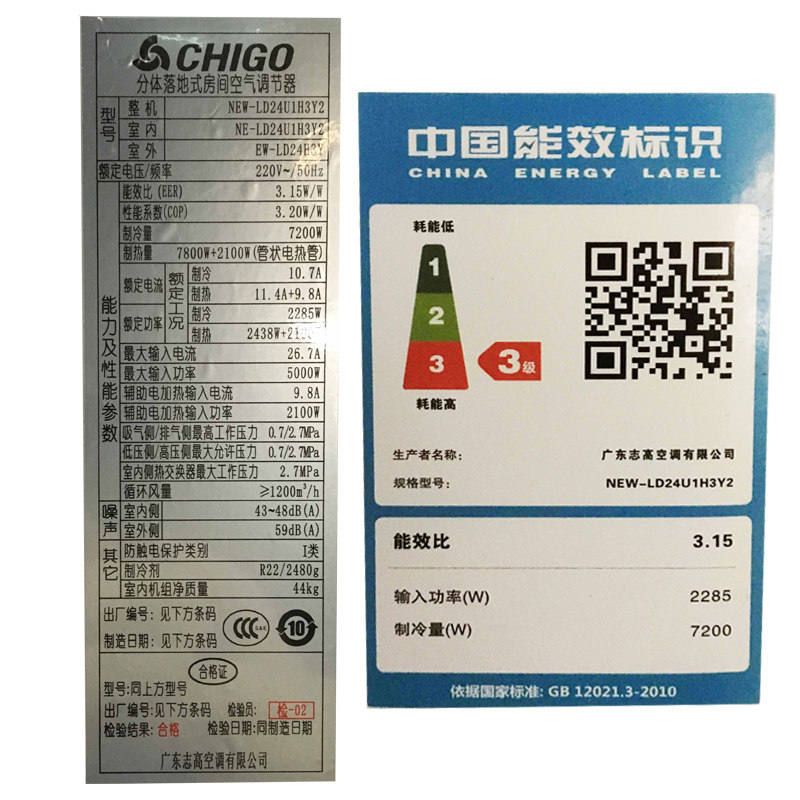 CHIGO
分体落地式房间空气调节器
型号
整机 NEW-LD24U1H3Y2
室内 NE-LD24U1H3Y2
室外 EW-LD24H3Y
额定电压/频率 220V~/50Hz
能力及性能参数
能效比(EER) 3.15W/W
性能系数(COP) 3.20W/W
制冷量 7200W
制热量 7800W+2100W(管状电热管)
额定电流 额定工况 制冷 10.7A
制热 11.4A+9.8A
额定功率 制冷 2285W
制热 2438W+2100W
最大输入电流 26.7A
最大输入功率 5000W
辅助电加热输入电流 9.8A
辅助电加热输入功率 2100W
吸气侧/排气侧最高工作压力 0.7/2.7MPa
低压侧/高压侧最大允许压力 0.7/2.7MPa
室内侧热交换器最大工作压力 2.7MPa
循环风量 ≥1200m³/h
噪声 室内侧 43~48dB(A)
室外侧 59dB(A)
其它 防触电保护类别 I类
制冷剂 R22/2480g
室内机组净质量 44kg
出厂编号: 见下方条码
制造日期: 见下方条码
CCC S&E 10
合格证
型号:同上方型号
出厂编号:见下方条码 检验员: 检-02
检验结果: 合格 检验日期:同制造日期
广东志高空调有限公司
中国能效标识
CHINA ENERGY LABEL
耗能低
1
2
3 3级
耗能高
生产者名称: 广东志高空调有限公司
规格型号: NEW-LD24U1H3Y2
能效比 3.15
输入功率(W) 2285
制冷量(W) 7200
依据国家标准: GB 12021.3-2010